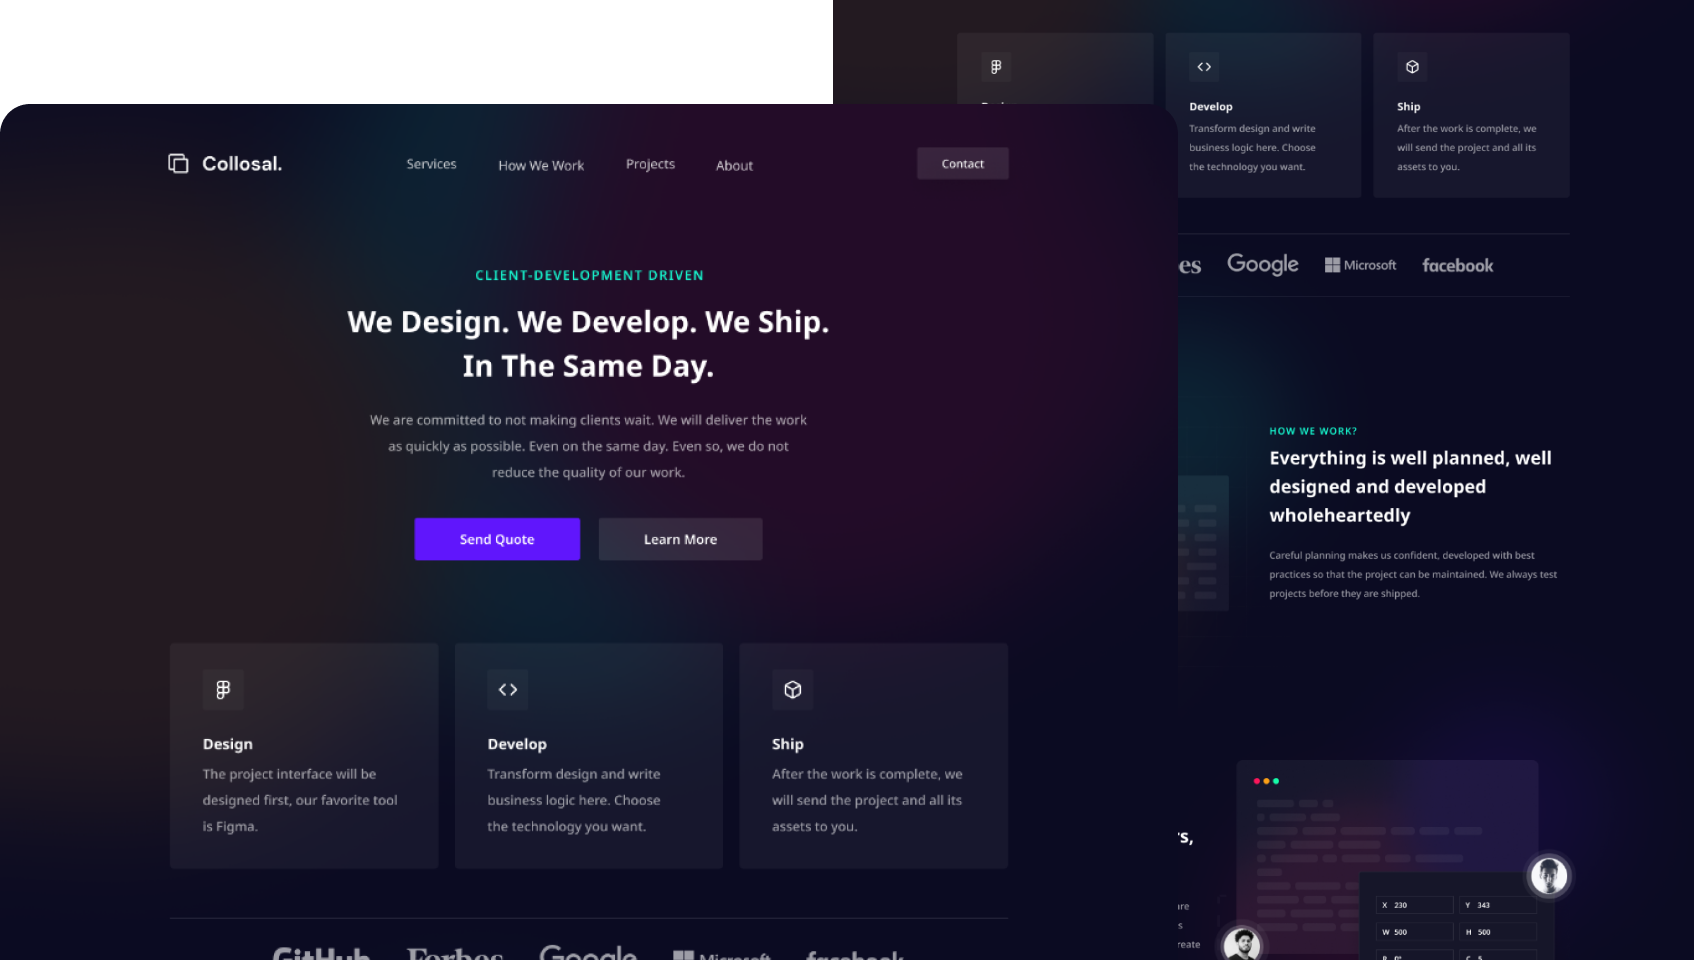 Collosal.
Services
How We Work
Projects
About
Contact
CLIENT-DEVELOPMENT DRIVEN
We Design. We Develop. We Ship.
In The Same Day.
We are committed to not making clients wait. We will deliver the work
as quickly as possible. Even on the same day. Even so, we do not
reduce the quality of our work.
Send Quote
Learn More
Design
The project interface will be
designed first, our favorite tool
is Figma.
Develop
Transform design and write
business logic here. Choose
the technology you want.
Ship
After the work is complete, we
will send the project and all its
assets to you.
GitHub
Forbes
Google
Microsoft
facebook
Develop
Transform design and write
business logic here. Choose
the technology you want.
Ship
After the work is complete, we
will send the project and all its
assets to you.
es
Google
Microsoft
facebook
HOW WE WORK?
Everything is well planned, well
designed and developed
wholeheartedly
Careful planning makes us confident, developed with best
practices so that the project can be maintained. We always test
projects before they are shipped.
X 230
Y 343
W 500
H 500